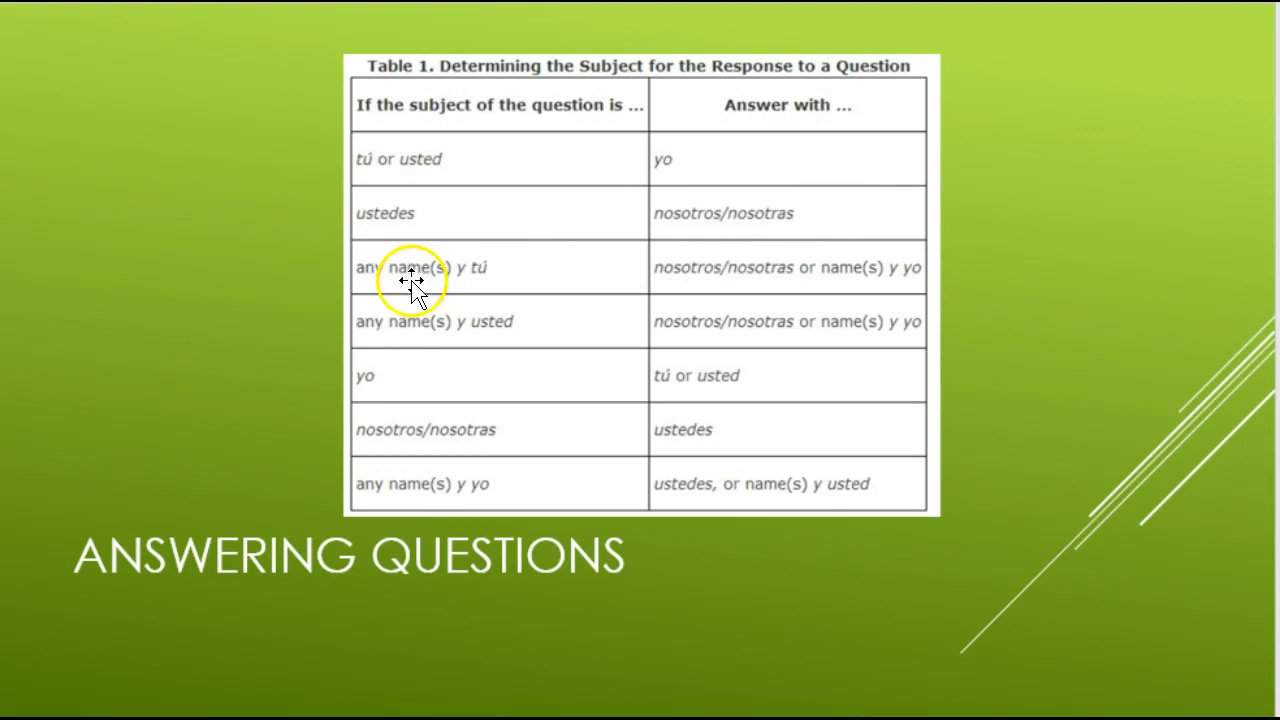 Table 1. Determining the Subject for the Response to a Question
If the subject of the question is ... Answer with ...
tú or usted yo
ustedes nosotros/nosotras
any name(s) y tú nosotros/nosotras or name(s) y yo
any name(s) y usted nosotros/nosotras or name(s) y yo
yo tú or usted
nosotros/nosotras ustedes
any name(s) y yo ustedes, or name(s) y usted
ANSWERING QUESTIONS